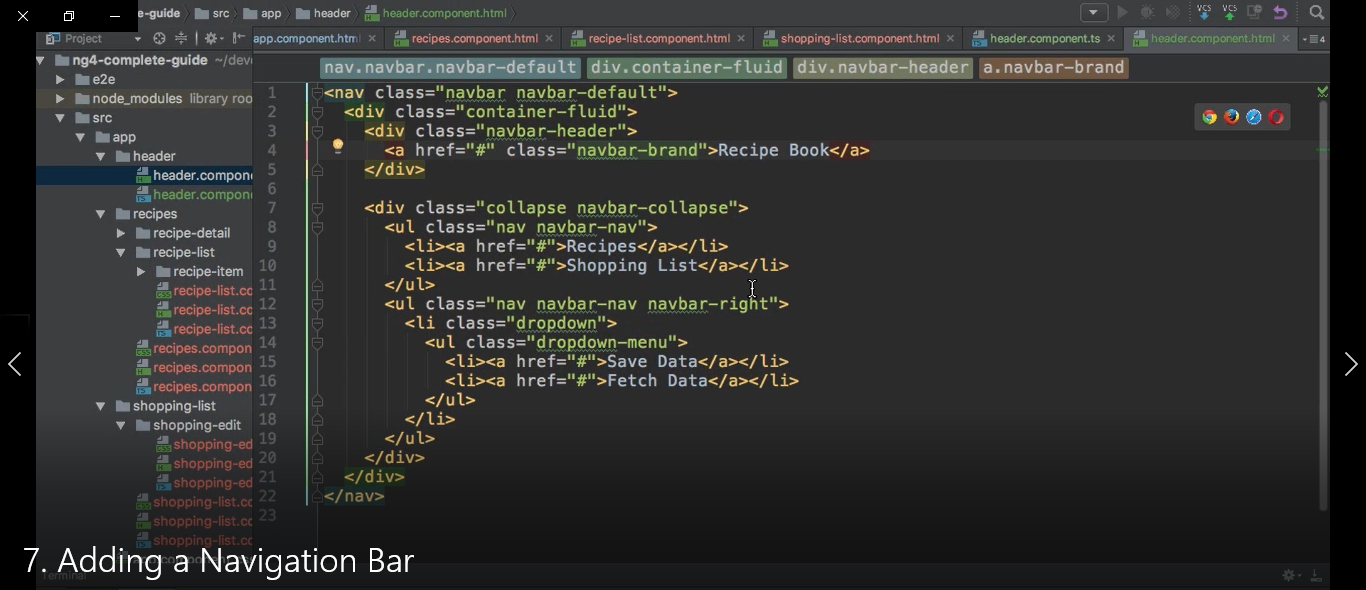 e-guide src app header header.component.html
VCS VCS
Project
app.component.htm recipes.component.html recipe-list.component.html shopping-list.component.html header.component.ts header.component.html 4
ng4-complete-guide ~/dev
e2e
node_modules library roo
src
app
header
header.compon
header.compon
recipes
recipe-detail
recipe-list
recipe-item
recipe-list.cc
recipe-list.c
recipe-list.c
recipes.compon
recipes.compon
recipes.compon
shopping-list
shopping-edit
shopping-ed
shopping-ed
shopping-ed
shopping-list.cc
shopping-list.cc
shopping-list.cc
nav.navbar.navbar-default div.container-fluid div.navbar-header a.navbar-brand
1 <nav class="navbar navbar-default">
2 <div class="container-fluid">
3 <div class="navbar-header">
4 <a href="#" class="navbar-brand">Recipe Book</a>
5 </div>
6
7 <div class="collapse navbar-collapse">
8 <ul class="nav navbar-nav">
9 <li><a href="#">Recipes</a></li>
10 <li><a href="#">Shopping List</a></li>
11 </ul>
12 <ul class="nav navbar-nav navbar-right">
13 <li class="dropdown">
14 <ul class="dropdown-menu">
15 <li><a href="#">Save Data</a></li>
16 <li><a href="#">Fetch Data</a></li>
17 </ul>
18 </li>
19 </ul>
20 </div>
21 </div>
22 </nav>
23
7. Adding a Navigation Bar
Terminal